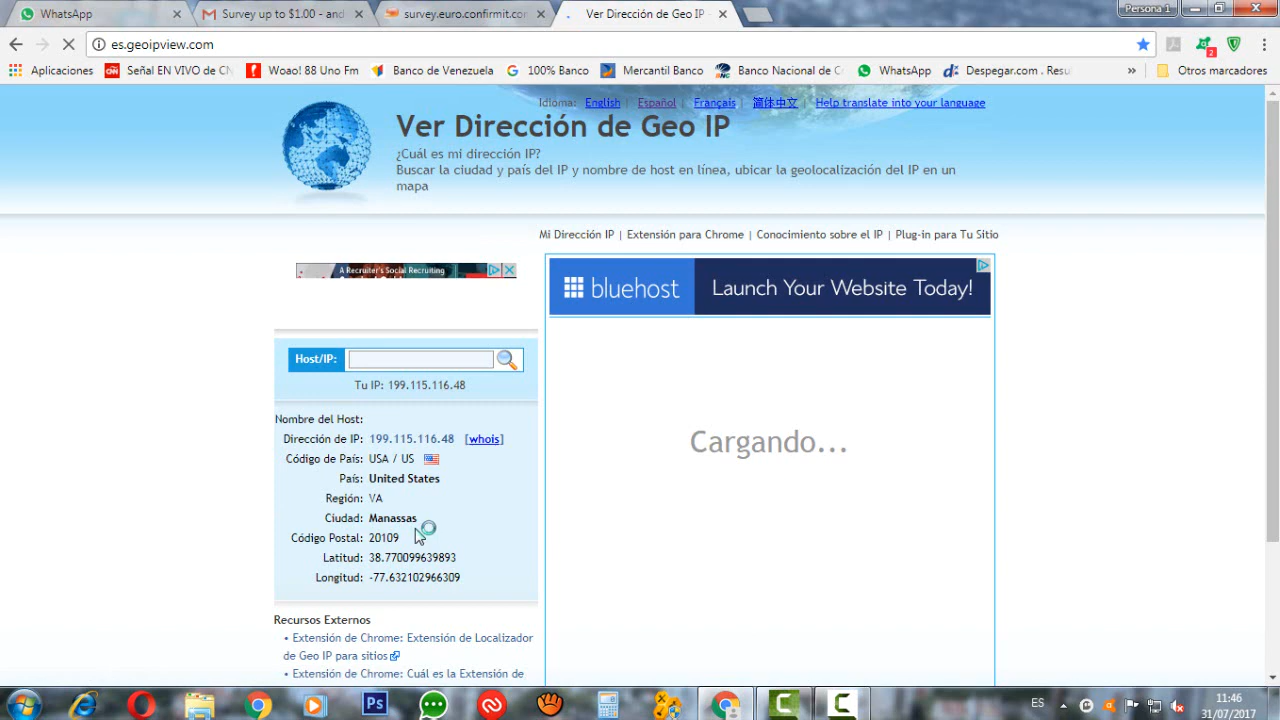 WhatsApp
Survey up to $1.00 - and
survey.euro.confirmit.com
Ver Dirección de Geo IP -
Persona 1
es.geoipview.com
2
Aplicaciones
CNN
Señal EN VIVO de CN
Woao! 88 Uno Fm
Banco de Venezuela
100% Banco
Mercantil Banco
Banco Nacional de C
WhatsApp
Despegar.com . Resu
»
Otros marcadores
Idioma: English | Español | Français | 简体中文 | Help translate into your language
Ver Dirección de Geo IP
¿Cuál es mi dirección IP?
Buscar la ciudad y país del IP y nombre de host en línea, ubicar la geolocalización del IP en un
mapa
Mi Dirección IP | Extensión para Chrome | Conocimiento sobre el IP | Plug-in para Tu Sitio
A Recruiter's Social Recruiting
bluehost
Launch Your Website Today!
Host/IP:
Tu IP: 199.115.116.48
Nombre del Host:
Dirección de IP: 199.115.116.48 [whois]
Código de País: USA / US
País: United States
Región: VA
Ciudad: Manassas
Código Postal: 20109
Latitud: 38.770099639893
Longitud: -77.632102966309
Cargando...
Recursos Externos
• Extensión de Chrome: Extensión de Localizador
de Geo IP para sitios
• Extensión de Chrome: Cuál es la Extensión de
Ps
ES
11:46
31/07/2017